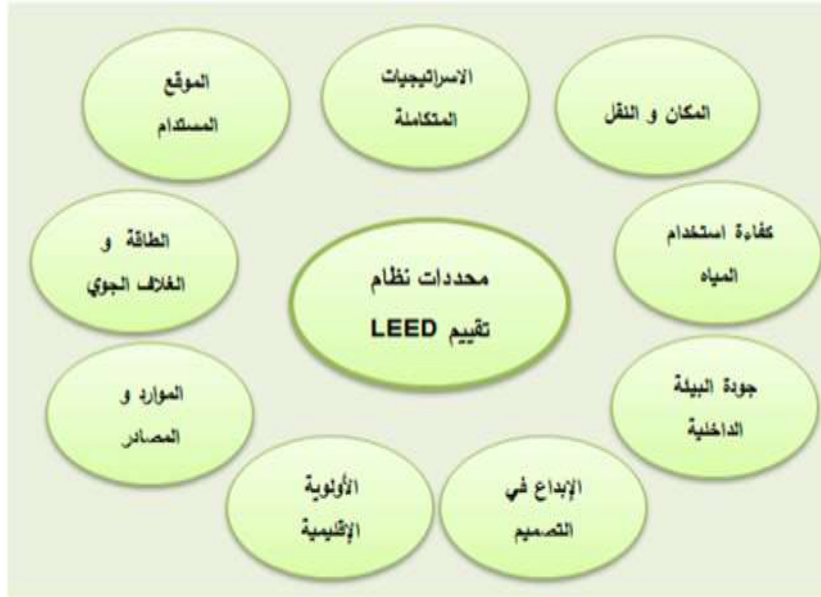 الاسراتيجيات
المتكاملة
المكان و النقل
الموقع
المستدام
كفاءة استخدام
المياه
الطاقة و
الغلاف الجوي
محددات نظام
تقييم LEED
جودة البيئة
الداخلية
الموارد و
المصادر
الإبداع في
التصميم
الأولوية
الإقليمية